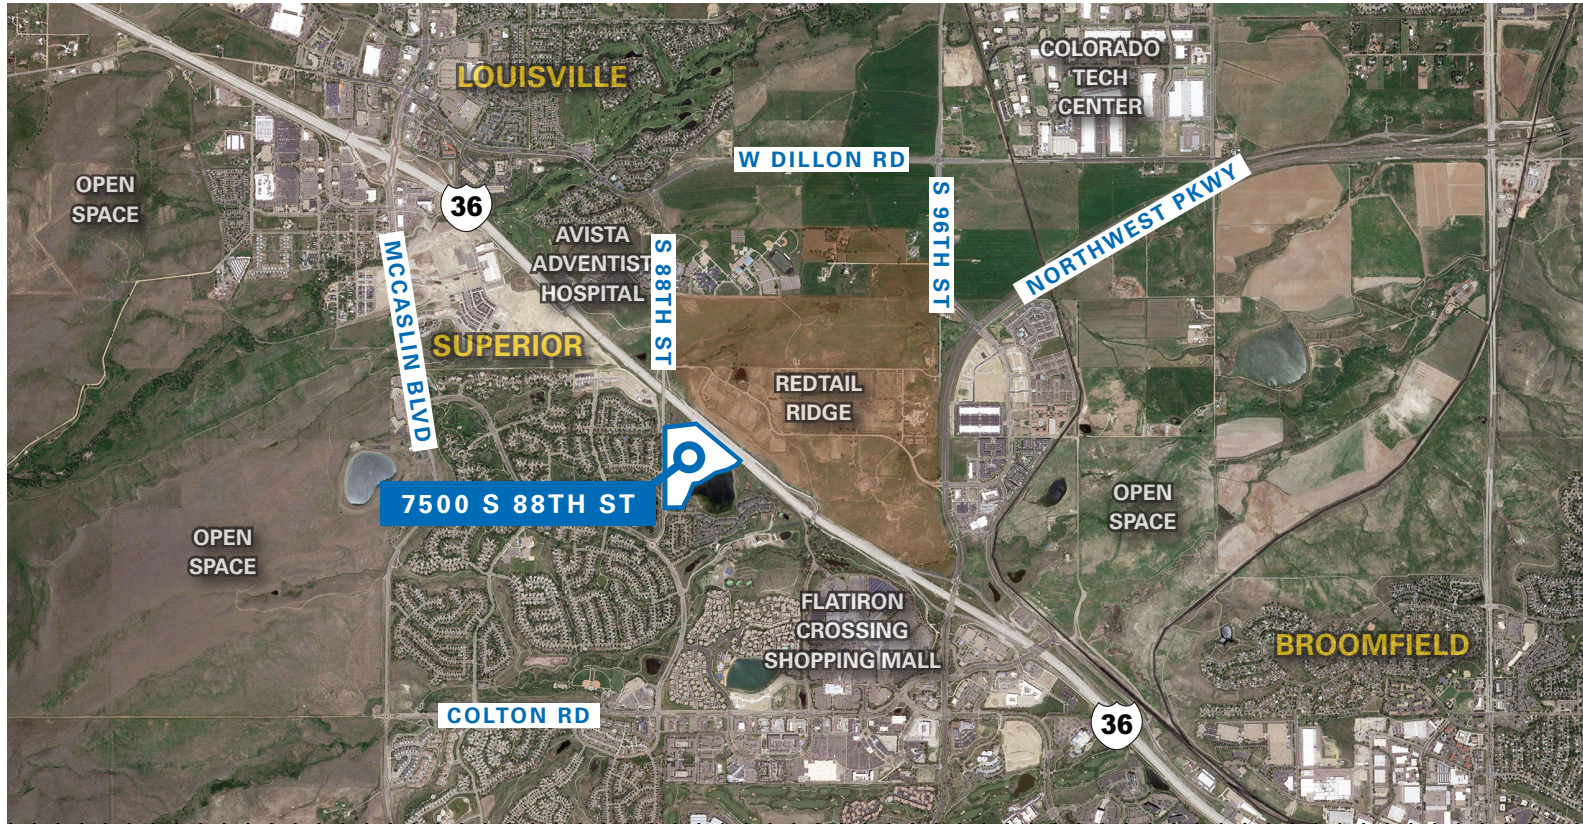 COLORADO
TECH
CENTER
LOUISVILLE
W DILLON RD
OPEN
SPACE
36
S 96TH ST
NORTHWEST PKWY
AVISTA
ADVENTIST
HOSPITAL
S 88TH ST
MCCASLIN BLVD
SUPERIOR
REDTAIL
RIDGE
7500 S 88TH ST
OPEN
SPACE
OPEN
SPACE
FLATIRON
CROSSING
SHOPPING MALL
BROOMFIELD
COLTON RD
36